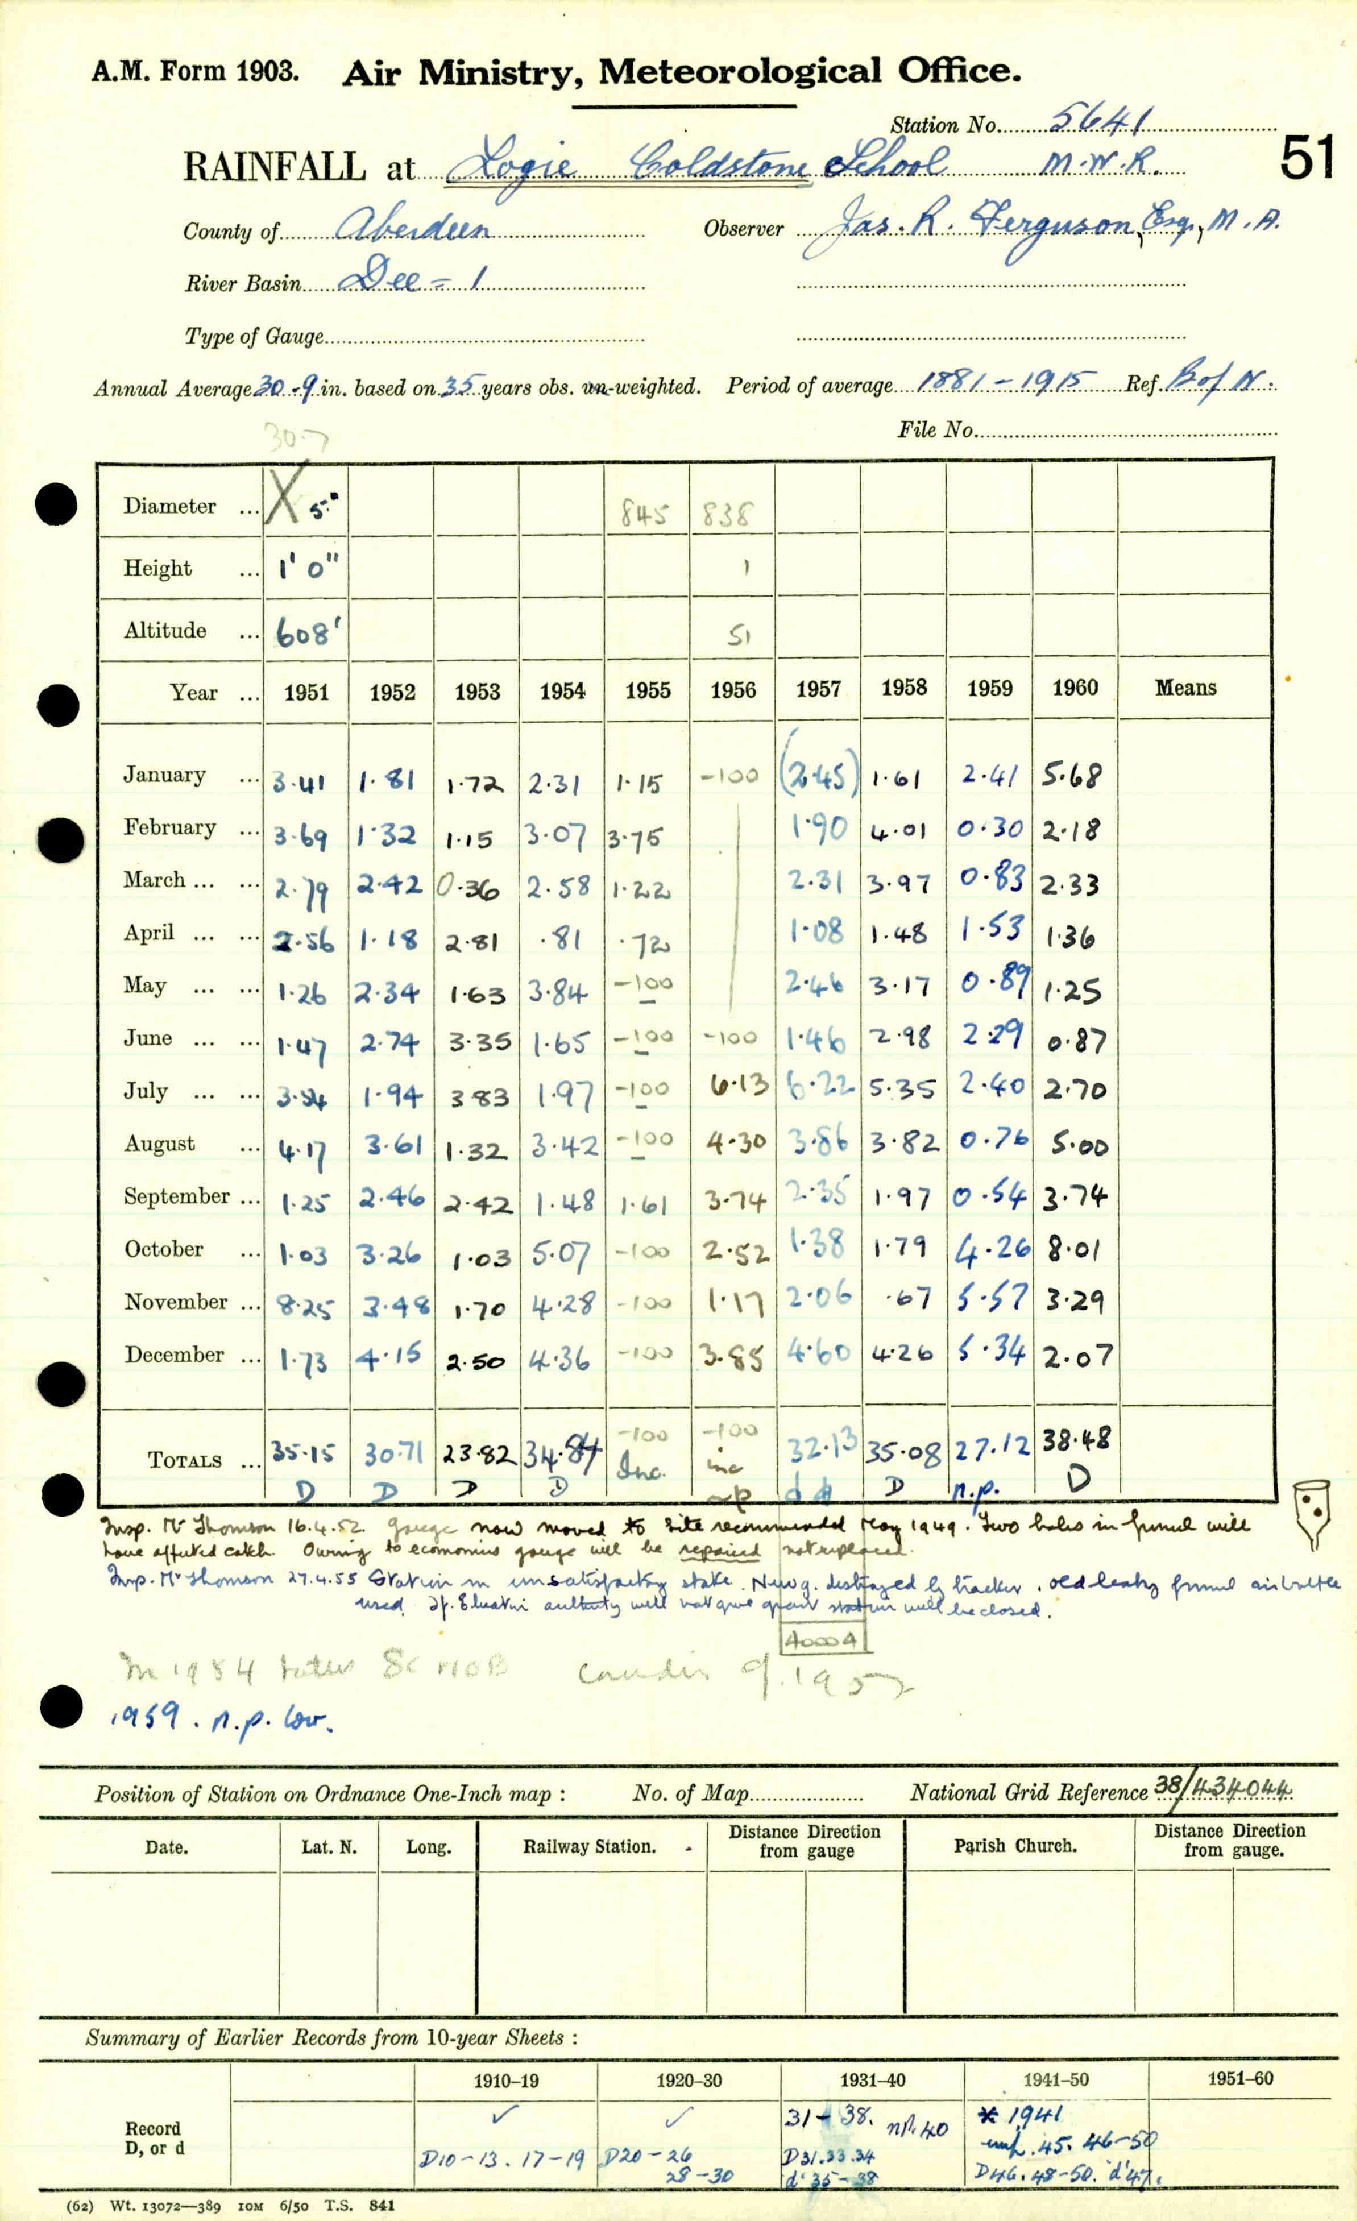 A.M. Form 1903. Air Ministry, Meteorological Office.
Station No. 5641
RAINFALL at Logie Coldstone School M.W.R. 51
County of Aberdeen Observer Jas. R. Ferguson, Esq., M.A.
River Basin Dee = 1
Type of Gauge
Annual Average 30.9 in. based on 35 years obs. un-weighted. Period of average 1881-1915 Ref. B of N.
30.7
File No.
Diameter ... X 5" 845 838
Height ... 1' 0" 1
Altitude ... 608' 51
Year ... 1951 1952 1953 1954 1955 1956 1957 1958 1959 1960 Means
January ... 3.41 1.81 1.72 2.31 1.15 -100 (2.45) 1.61 2.41 5.68
February ... 3.69 1.32 1.15 3.07 3.75 1.90 4.01 0.30 2.18
March ... ... 2.79 2.42 0.36 2.58 1.22 2.31 3.97 0.83 2.33
April ... ... 2.56 1.18 2.81 .81 .72 1.08 1.48 1.53 1.36
May ... ... 1.26 2.34 1.63 3.84 -100 2.46 3.17 0.89 1.25
June ... ... 1.47 2.74 3.35 1.65 -100 -100 1.46 2.98 2.29 0.87
July ... ... 3.54 1.94 3.83 1.97 -100 6.13 6.22 5.35 2.40 2.70
August ... 4.17 3.61 1.32 3.42 -100 4.30 3.86 3.82 0.76 5.00
September ... 1.25 2.46 2.42 1.48 1.61 3.74 2.35 1.97 0.54 3.74
October ... 1.03 3.26 1.03 5.07 -100 2.52 1.38 1.79 4.26 8.01
November ... 8.25 3.48 1.70 4.28 -100 1.17 2.06 .67 5.57 3.29
December ... 1.73 4.15 2.50 4.36 -100 3.85 4.60 4.26 5.34 2.07
TOTALS ... 35.15 30.71 23.82 34.84 -100 -100 32.13 35.08 27.12 38.48
D D D D Inc. inc d D n.p. D
Insp. Mr Thomson 16.4.52 gauge now moved to site recommended May 1949. Two holes in funnel will
have affected catch. Owing to economies gauge will be repaired not replaced.
Insp. Mr Thomson 27.4.55 Station in unsatisfactory state. New g. destroyed by tractor. old leaky funnel and bottle
used. If Education authority will not give grant station will be closed.
40004
1959. n.p. low.
Position of Station on Ordnance One-Inch map : No. of Map National Grid Reference 38/434044
Date. Lat. N. Long. Railway Station. Distance Direction from gauge Parish Church. Distance Direction from gauge.
Summary of Earlier Records from 10-year Sheets :
1910-19 1920-30 1931-40 1941-50 1951-60
Record ✓ ✓ 31-38. np.40 * 1941
D, or d D10-13. 17-19 D20-26 D31.33.34 45. 46-50
28-30 d'35-38 D46.48-50. 'd'47.
(62) Wt. 13072—389 10M 6/50 T.S. 841